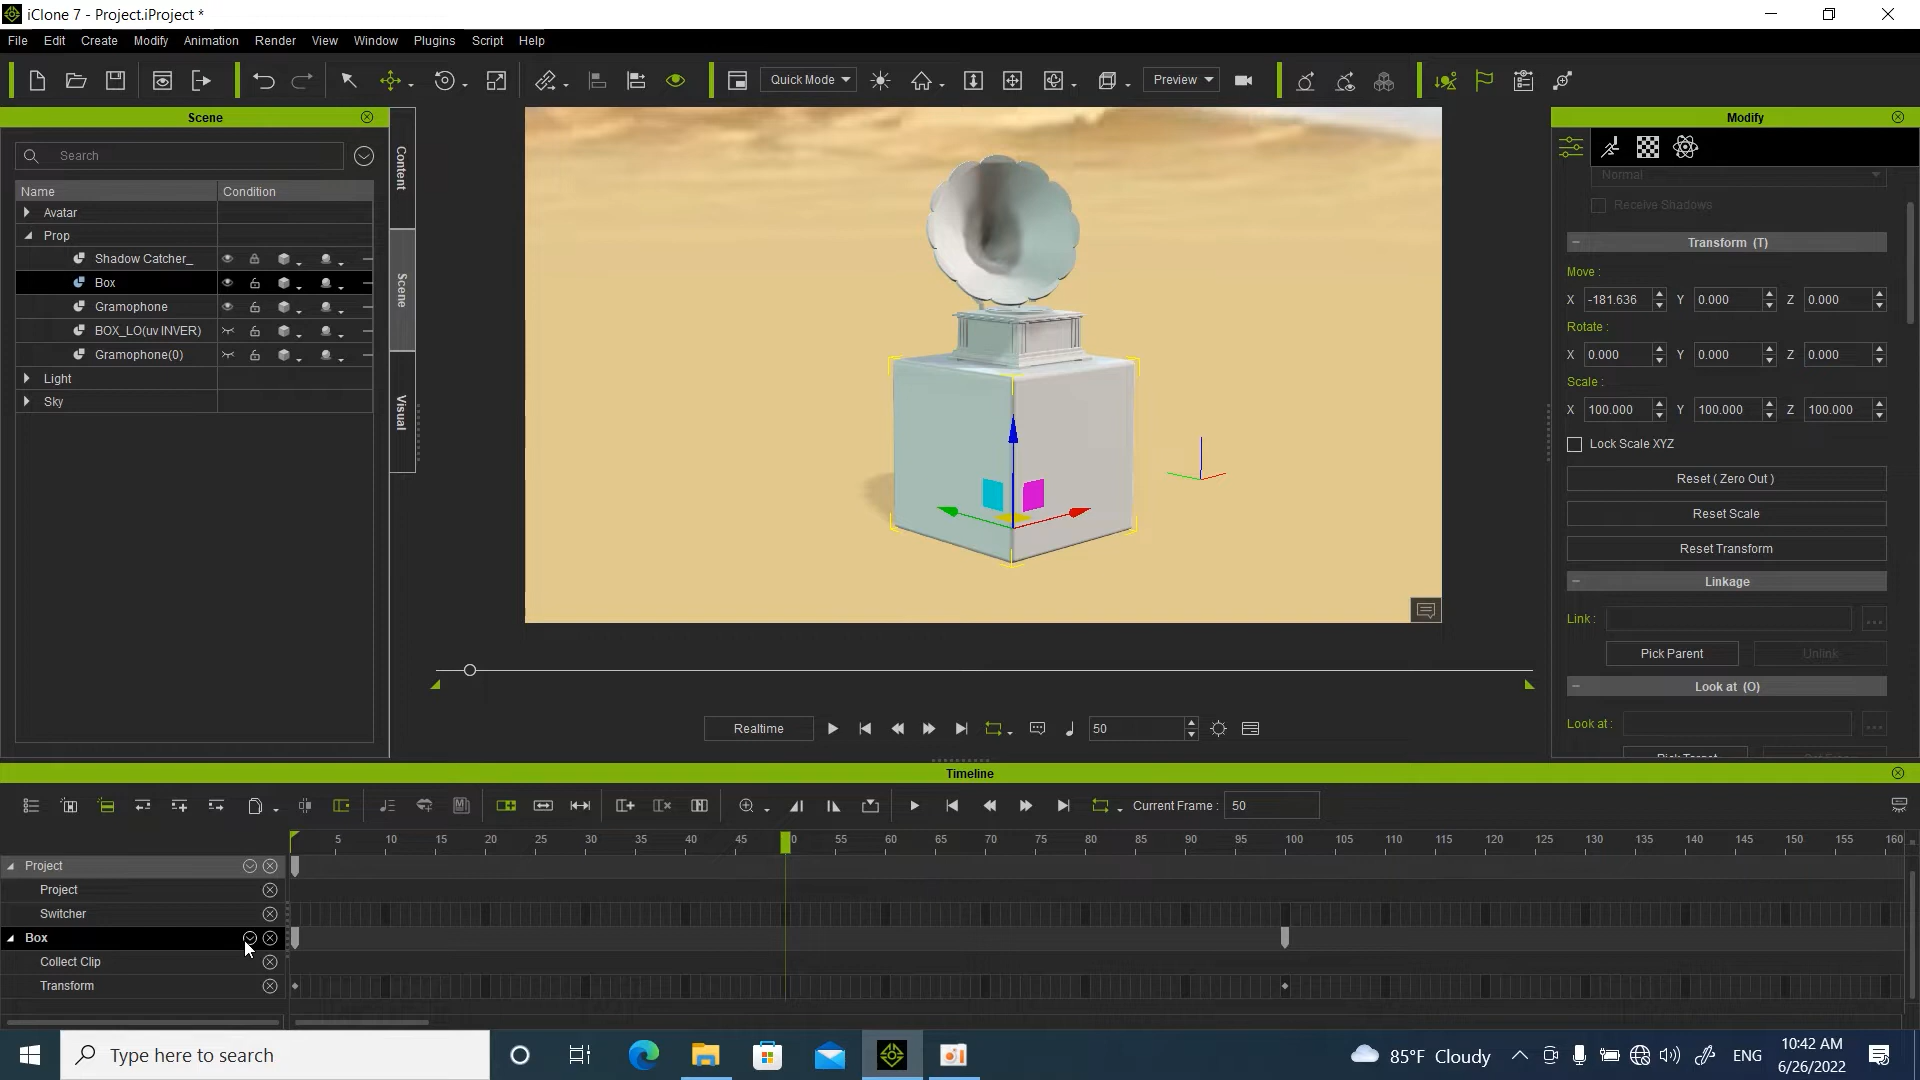 iClone 7 - Project.iProject *
File Edit Create Modify Animation Render View Window Plugins Script Help
Quick Mode Preview
Scene
Search
Name Condition
Avatar
Prop
Shadow Catcher_
Box
Gramophone
BOX_LO(uv INVER)
Gramophone(0)
Light
Sky
Content
Scene
Visual
Modify
Normal
Receive Shadows
Transform (T)
Move :
X -181.636 Y 0.000 Z 0.000
Rotate :
X 0.000 Y 0.000 Z 0.000
Scale :
X 100.000 Y 100.000 Z 100.000
Lock Scale XYZ
Reset ( Zero Out )
Reset Scale
Reset Transform
Linkage
Link :
Pick Parent Unlink
Look at (O)
Look at :
Realtime 50
Timeline
Current Frame : 50
5 10 15 20 25 30 35 40 45 0 55 60 65 70 75 80 85 90 95 100 105 110 115 120 125 130 135 140 145 150 155 160
Project
Project
Switcher
Box
Collect Clip
Transform
Type here to search
85°F Cloudy
ENG
10:42 AM
6/26/2022